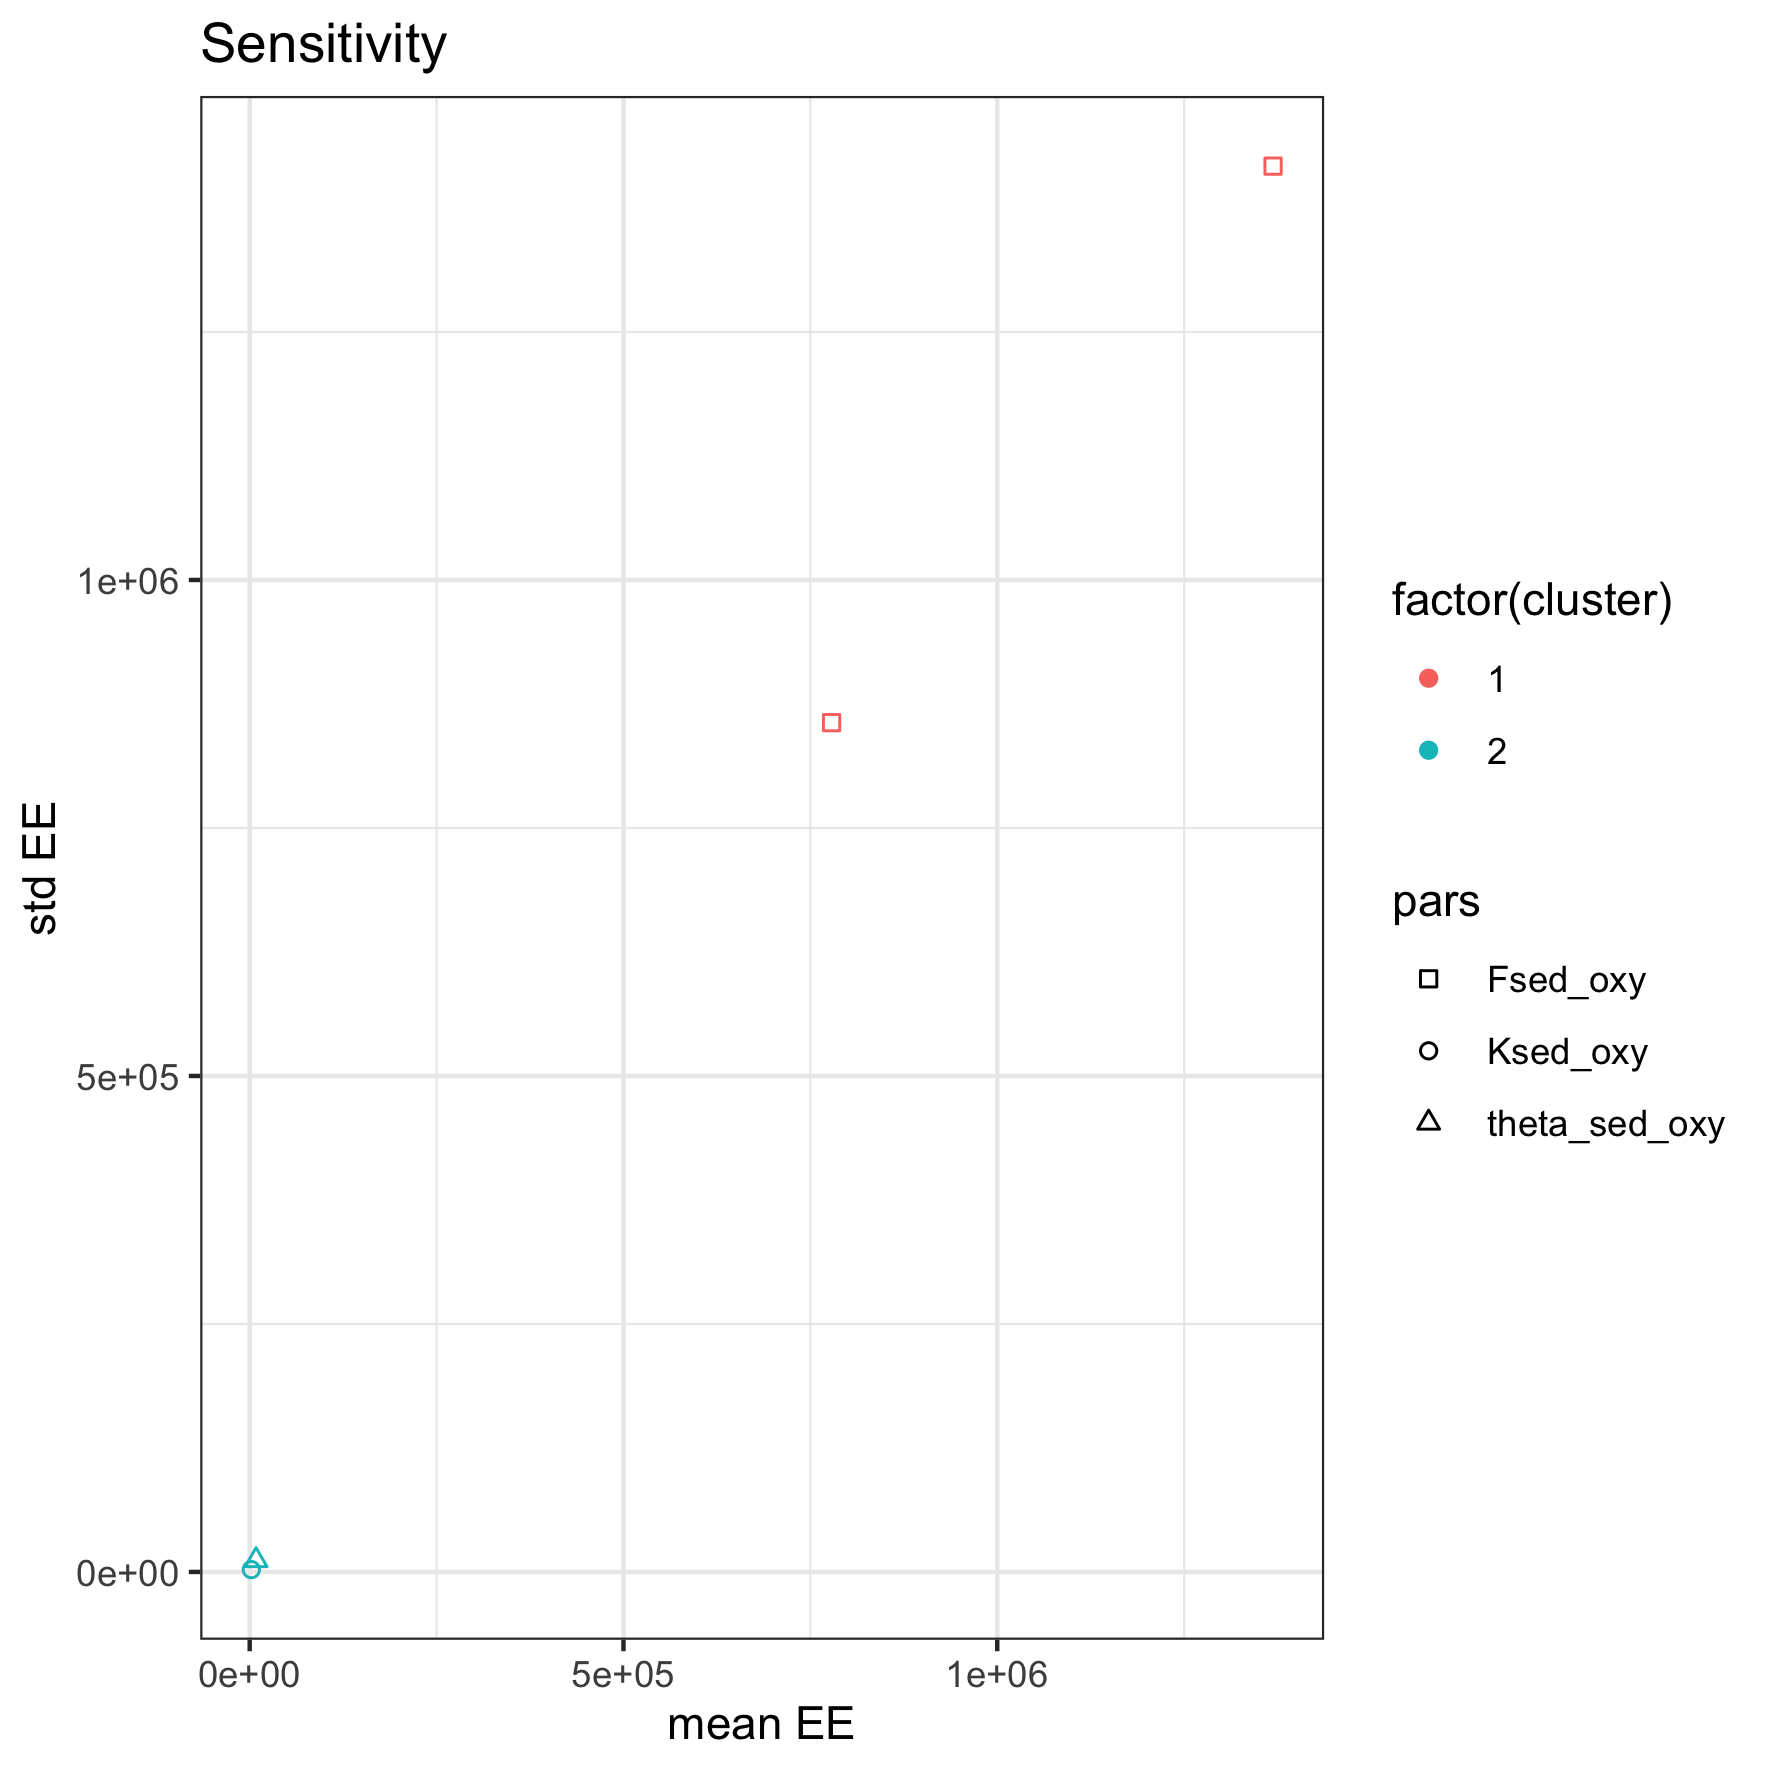 Sensitivity
std EE
1e+06
5e+05
0e+00
0e+00 5e+05 1e+06
mean EE
factor(cluster)
1
2
pars
Fsed_oxy
Ksed_oxy
theta_sed_oxy